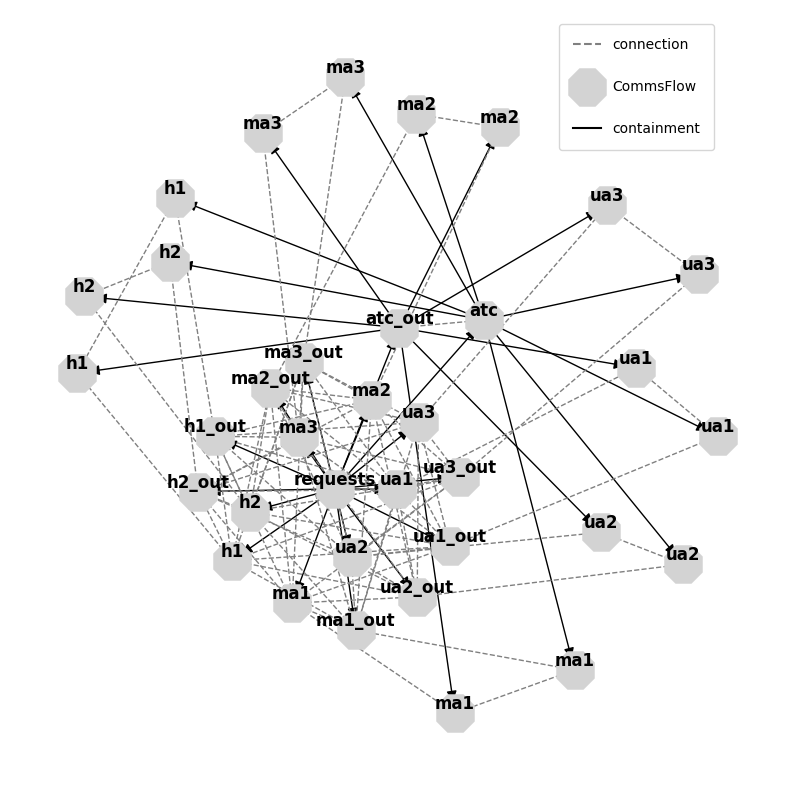 connection
CommsFlow
containment
ma3
ma2
ma2
ma3
h1
ua3
h2
ua3
h2
atc
atc_out
ma3_out
ua1
h1
ma2_out
ma2
ua3
h1_out
ma3
ua1
ua3_out
requests
ua1
h2_out
h2
ua2
ua1_out
ua2
h1
ua2
ua2_out
ma1
ma1_out
ma1
ma1